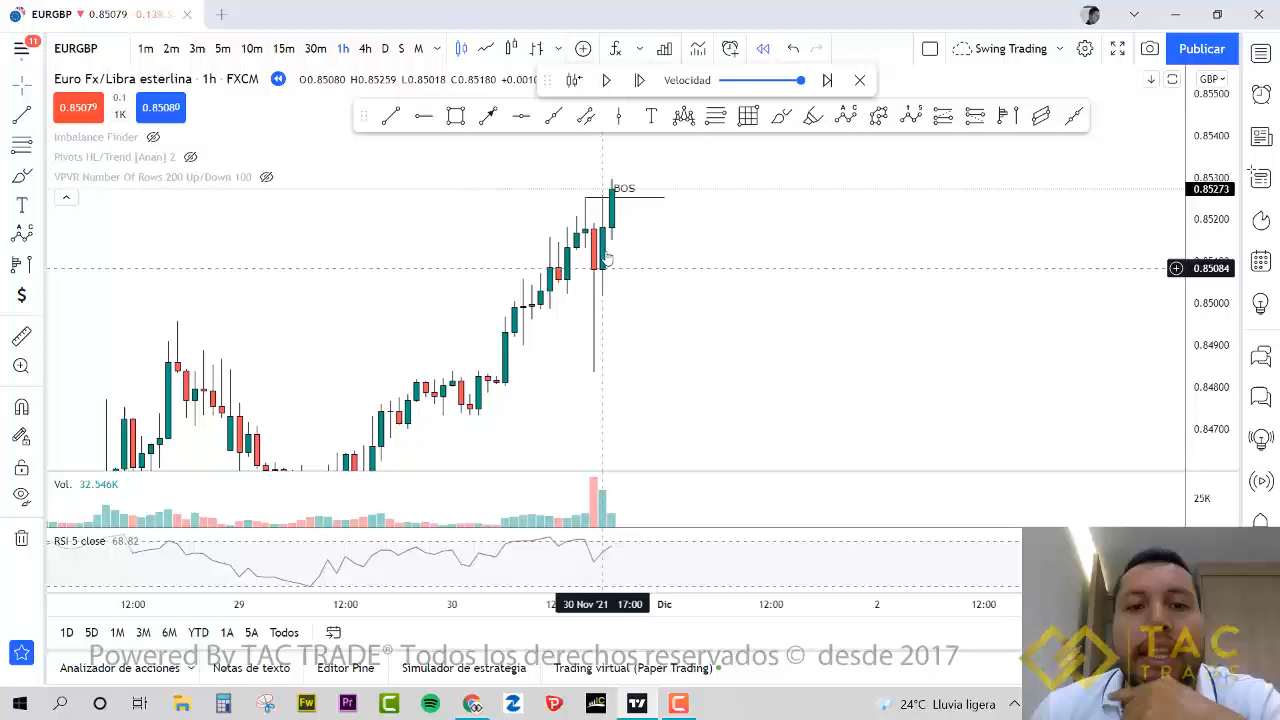 EURGBP ▼ 0.85079 0.13% S
EURGBP 1m 2m 3m 5m 10m 15m 30m 1h 4h D S M Swing Trading Publicar
Euro Fx/Libra esterlina · 1h · FXCM O0.85080 H0.85259 L0.85018 C0.85180
Velocidad
GBP
11
0.85079 0.1 1K 0.85080
Imbalance Finder
Pivots HL/Trend [Anan] 2
VPVR Number Of Rows 200 Up/Down 100
BOS
0.85500
0.85400
0.85300
0.85273
0.85200
0.85084
0.85000
0.84900
0.84800
0.84700
Vol. 32.546K
25K
RSI 5 close 68.82
12:00 29 12:00 30 30 Nov '21 17:00 Dic 12:00 2 12:00
1D 5D 1M 3M 6M YTD 1A 5A Todos
Powered By TAC TRADE® Todos los derechos reservados © desde 2017
TAC
TRADE
Analizador de acciones Notas de texto Editor Pine Simulador de estrategia Trading virtual (Paper Trading)
24°C Lluvia ligera